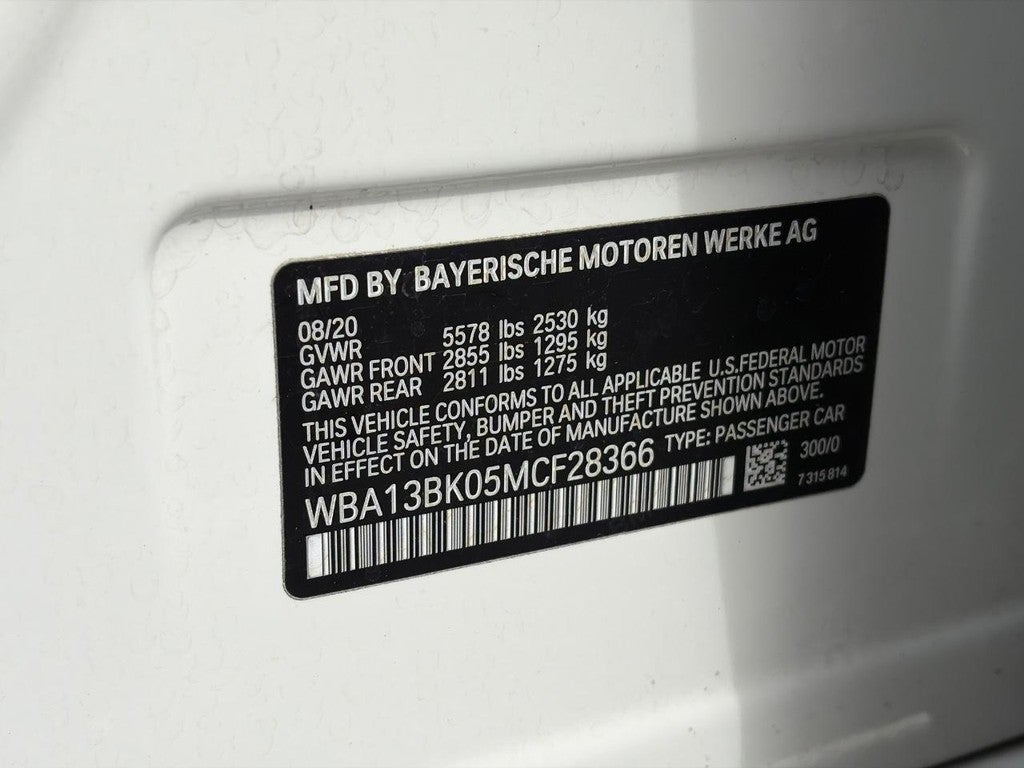 MFD BY BAYERISCHE MOTOREN WERKE AG
08/20
GVWR 5578 lbs 2530 kg
GAWR FRONT 2855 lbs 1295 kg
GAWR REAR 2811 lbs 1275 kg
THIS VEHICLE CONFORMS TO ALL APPLICABLE U.S.FEDERAL MOTOR
VEHICLE SAFETY, BUMPER AND THEFT PREVENTION STANDARDS
IN EFFECT ON THE DATE OF MANUFACTURE SHOWN ABOVE.
WBA13BK05MCF28366 TYPE: PASSENGER CAR
300/0
7 315 814